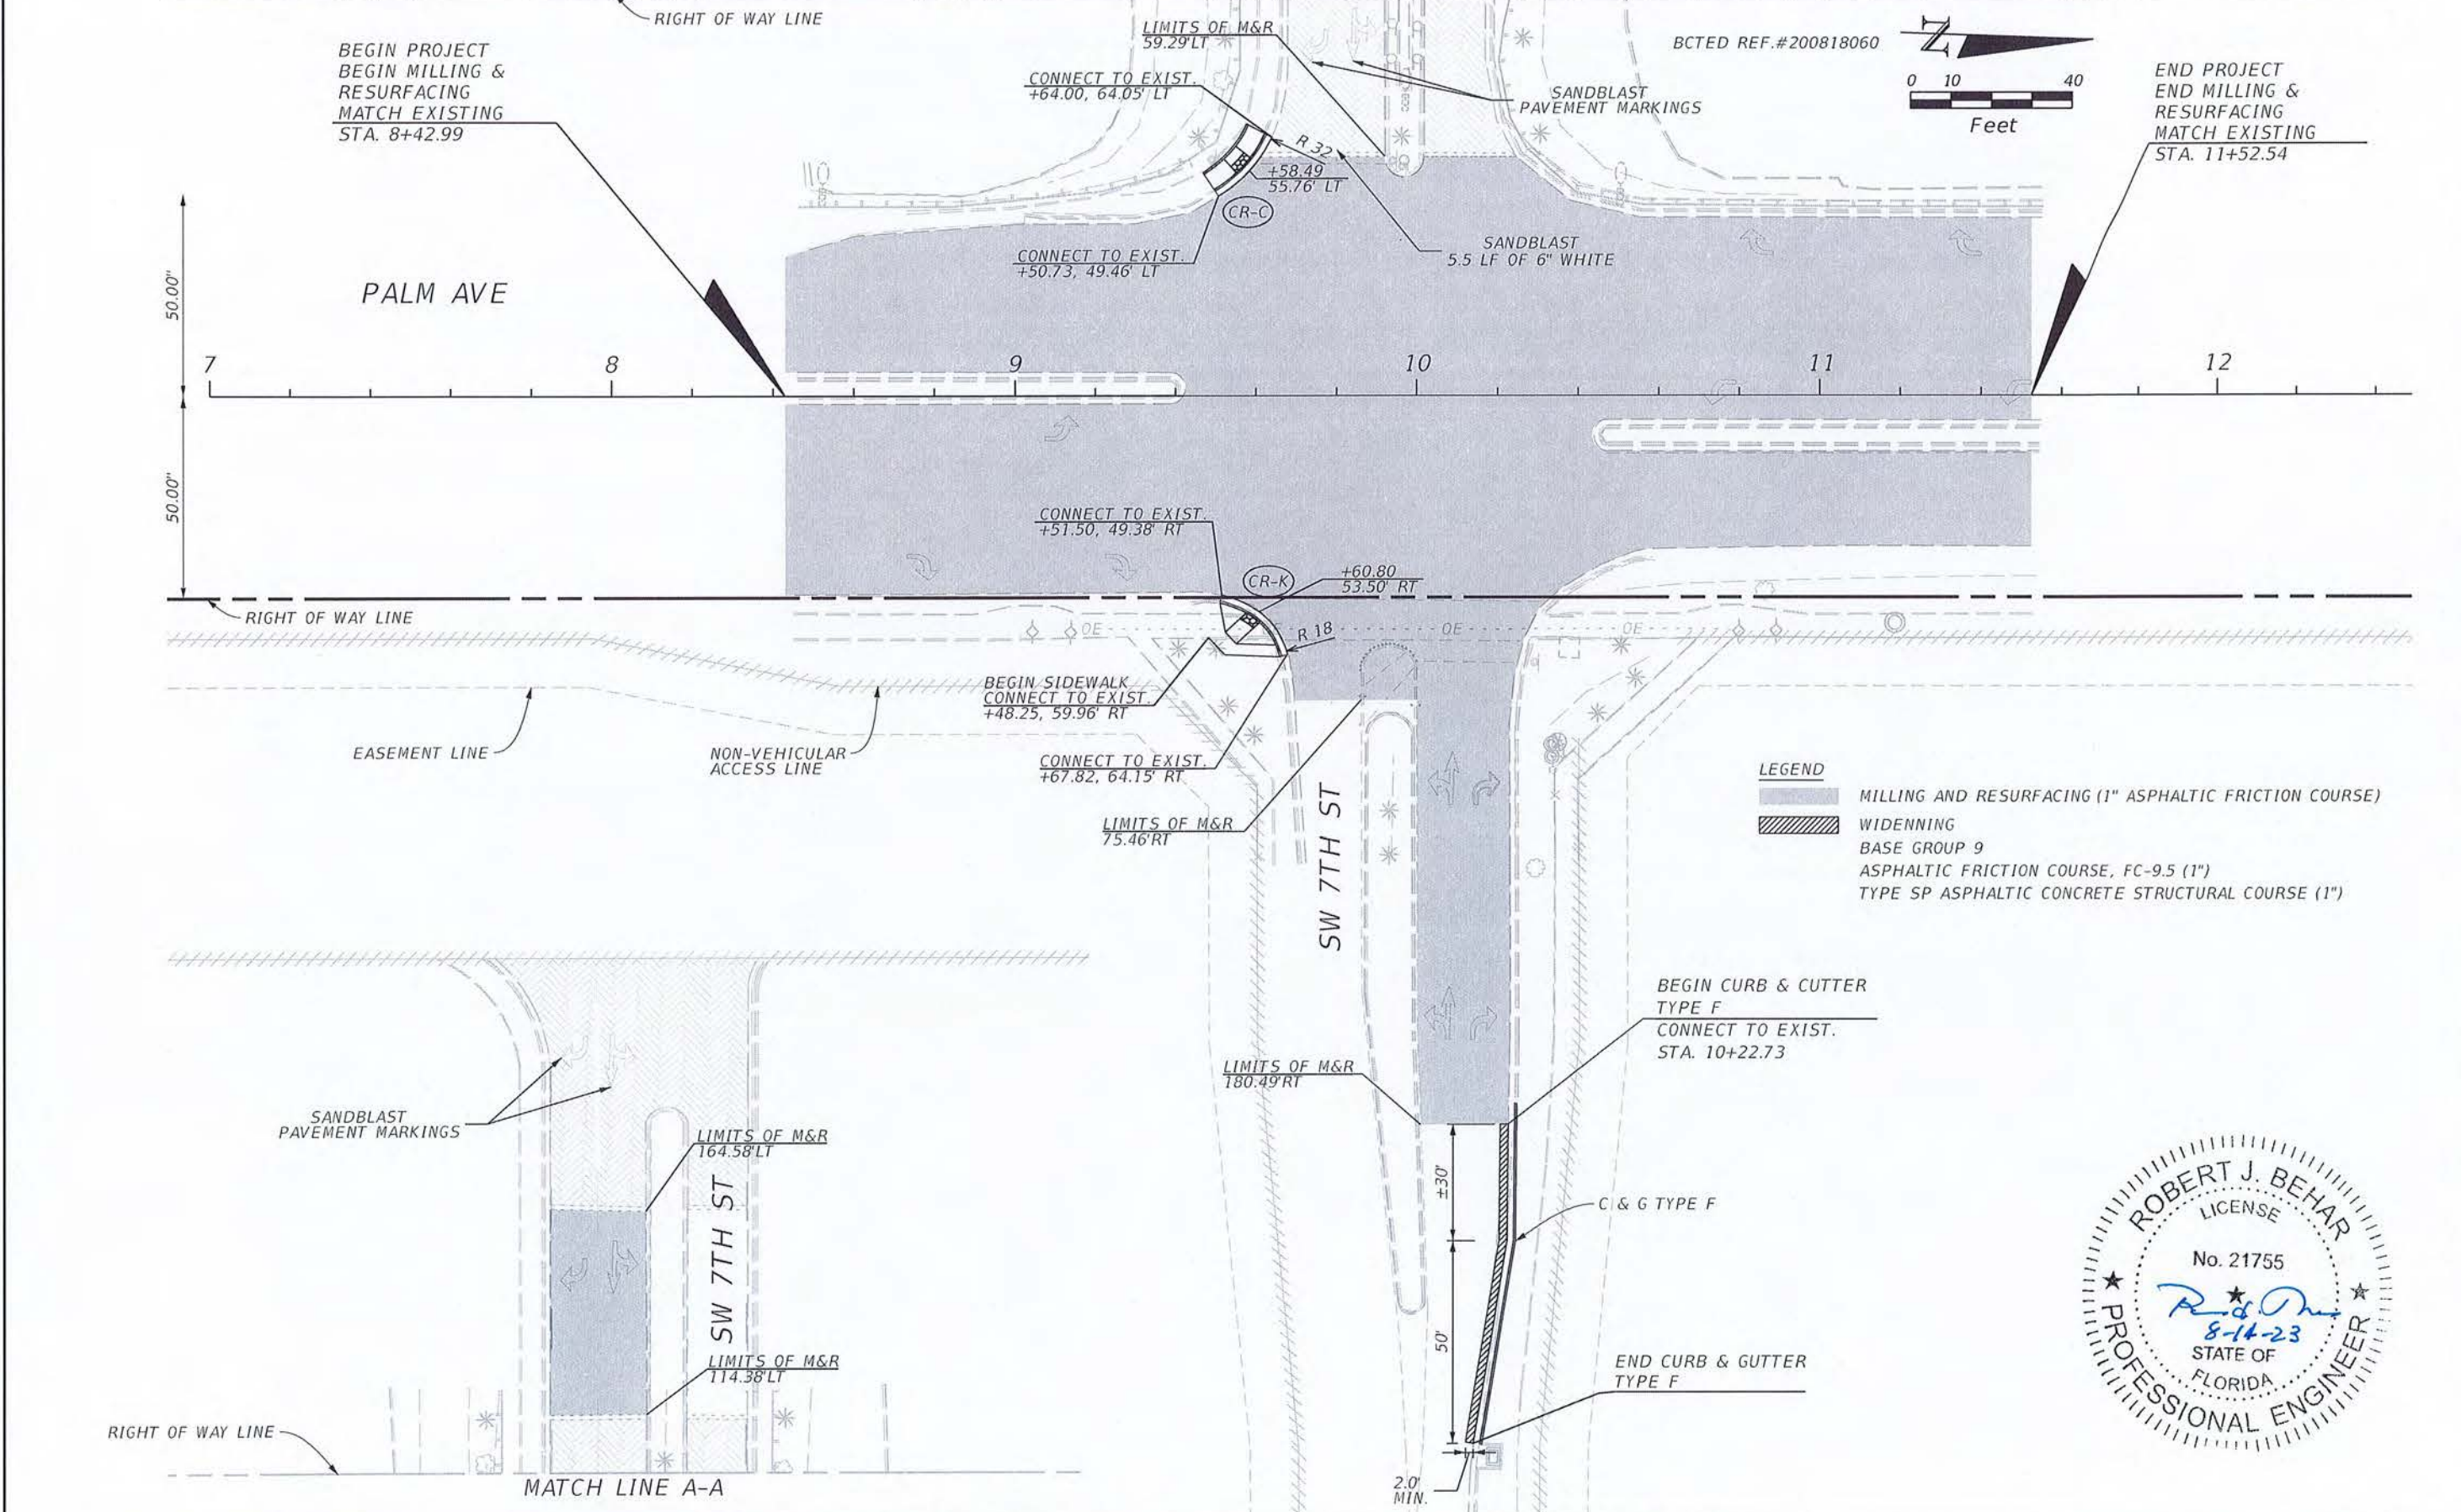 RIGHT OF WAY LINE
BEGIN PROJECT
BEGIN MILLING &
RESURFACING
MATCH EXISTING
STA. 8+42.99
LIMITS OF M&R
59.29'LT
CONNECT TO EXIST.
+64.00, 64.05' LT
R 32
+58.49
55.76' LT
CR-C
CONNECT TO EXIST.
+50.73, 49.46' LT
SANDBLAST
PAVEMENT MARKINGS
SANDBLAST
5.5 LF OF 6" WHITE
BCTED REF.#200818060
N
0 10 40
Feet
END PROJECT
END MILLING &
RESURFACING
MATCH EXISTING
STA. 11+52.54
50.00"
PALM AVE
7 8 9 10 11 12
50.00"
CONNECT TO EXIST.
+51.50, 49.38' RT
CR-K
+60.80
53.50' RT
RIGHT OF WAY LINE
OE OE OE
R 18
BEGIN SIDEWALK
CONNECT TO EXIST.
+48.25, 59.96' RT
EASEMENT LINE
NON-VEHICULAR
ACCESS LINE
CONNECT TO EXIST.
+67.82, 64.15' RT
LIMITS OF M&R
75.46'RT
SW 7TH ST
LEGEND
MILLING AND RESURFACING (1" ASPHALTIC FRICTION COURSE)
WIDENNING
BASE GROUP 9
ASPHALTIC FRICTION COURSE, FC-9.5 (1")
TYPE SP ASPHALTIC CONCRETE STRUCTURAL COURSE (1")
BEGIN CURB & CUTTER
TYPE F
CONNECT TO EXIST.
STA. 10+22.73
LIMITS OF M&R
180.49'RT
±30'
C & G TYPE F
50'
END CURB & GUTTER
TYPE F
2.0'
MIN.
SANDBLAST
PAVEMENT MARKINGS
LIMITS OF M&R
164.58'LT
SW 7TH ST
LIMITS OF M&R
114.38'LT
RIGHT OF WAY LINE
MATCH LINE A-A
ROBERT J. BEHAR
LICENSE
No. 21755
8-14-23
STATE OF
FLORIDA
PROFESSIONAL ENGINEER